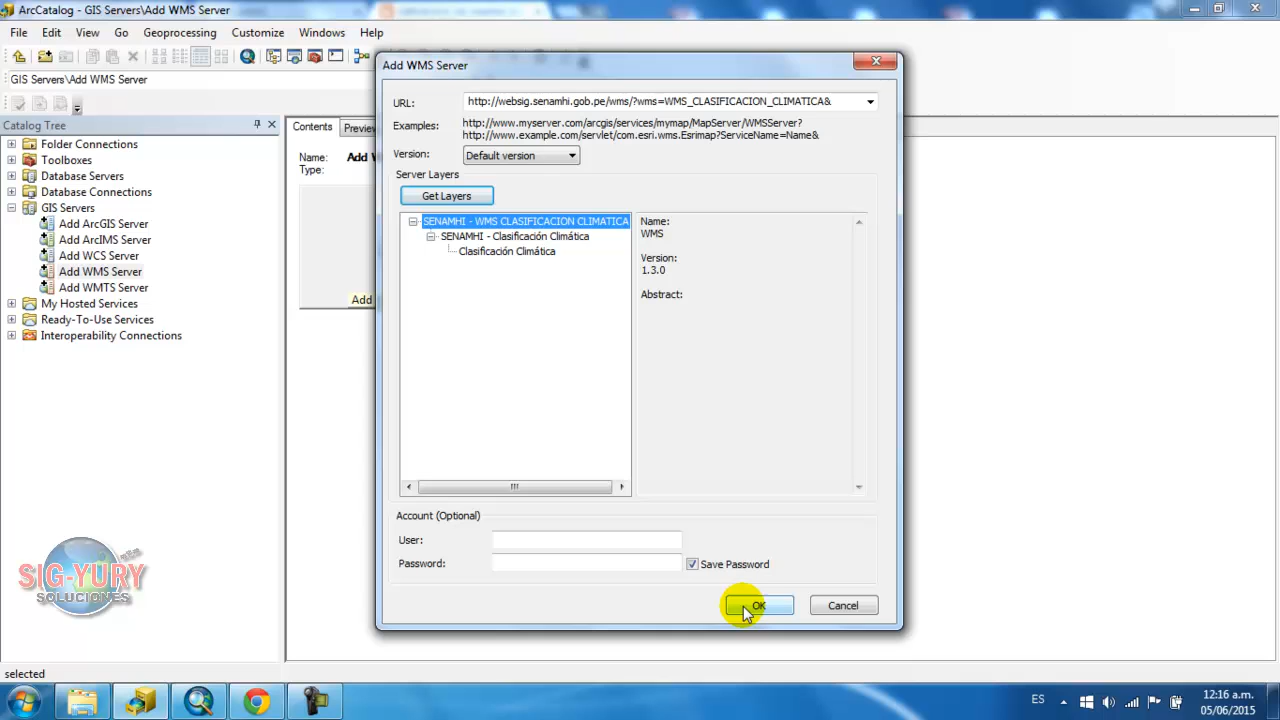 ArcCatalog - GIS Servers\Add WMS Server
File Edit View Go Geoprocessing Customize Windows Help
GIS Servers\Add WMS Server
Catalog Tree
Folder Connections
Toolboxes
Database Servers
Database Connections
GIS Servers
Add ArcGIS Server
Add ArcIMS Server
Add WCS Server
Add WMS Server
Add WMTS Server
My Hosted Services
Ready-To-Use Services
Interoperability Connections
Contents Preview
Name: Add W
Type:
Add
Add WMS Server
URL: http://websig.senamhi.gob.pe/wms/?wms=WMS_CLASIFICACION_CLIMATICA&
Examples: http://www.myserver.com/arcgis/services/mymap/MapServer/WMSServer?
http://www.example.com/servlet/com.esri.wms.Esrimap?ServiceName=Name&
Version: Default version
Server Layers
Get Layers
SENAMHI - WMS CLASIFICACION CLIMATICA
SENAMHI - Clasificación Climática
Clasificación Climática
Name:
WMS
Version:
1.3.0
Abstract:
Account (Optional)
User:
Password:
Save Password
OK Cancel
SIG-YURY
SOLUCIONES
selected
ES
12:16 a.m.
05/06/2015